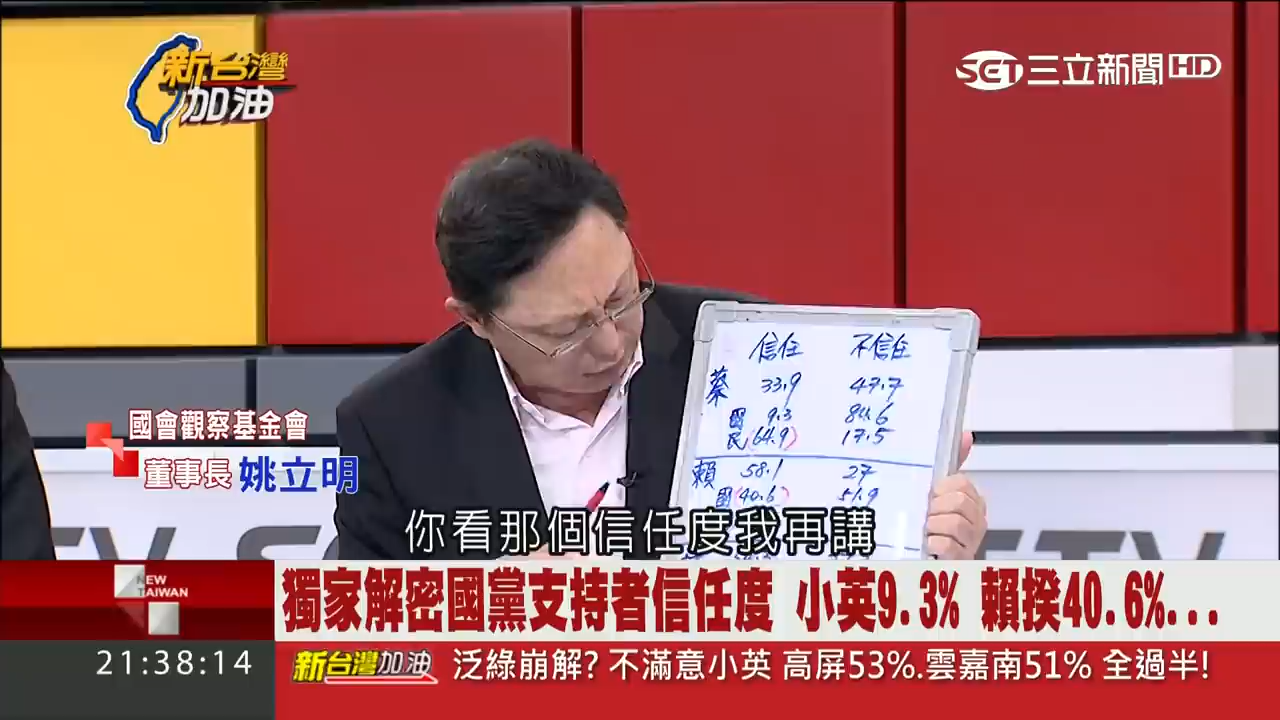 新台灣
加油
SET三立新聞HD
信任 不信任
蔡 33.9 47.7
國 9.3 84.6
民 (64.9) 17.5
賴 58.1 27
國 (40.6) 51.9
國會觀察基金會
董事長 姚立明
你看那個信任度我再講
NEW
TAIWAN
獨家解密國黨支持者信任度 小英9.3% 賴揆40.6%...
21:38:14
新台灣加油 泛綠崩解? 不滿意小英 高屏53%.雲嘉南51% 全過半!